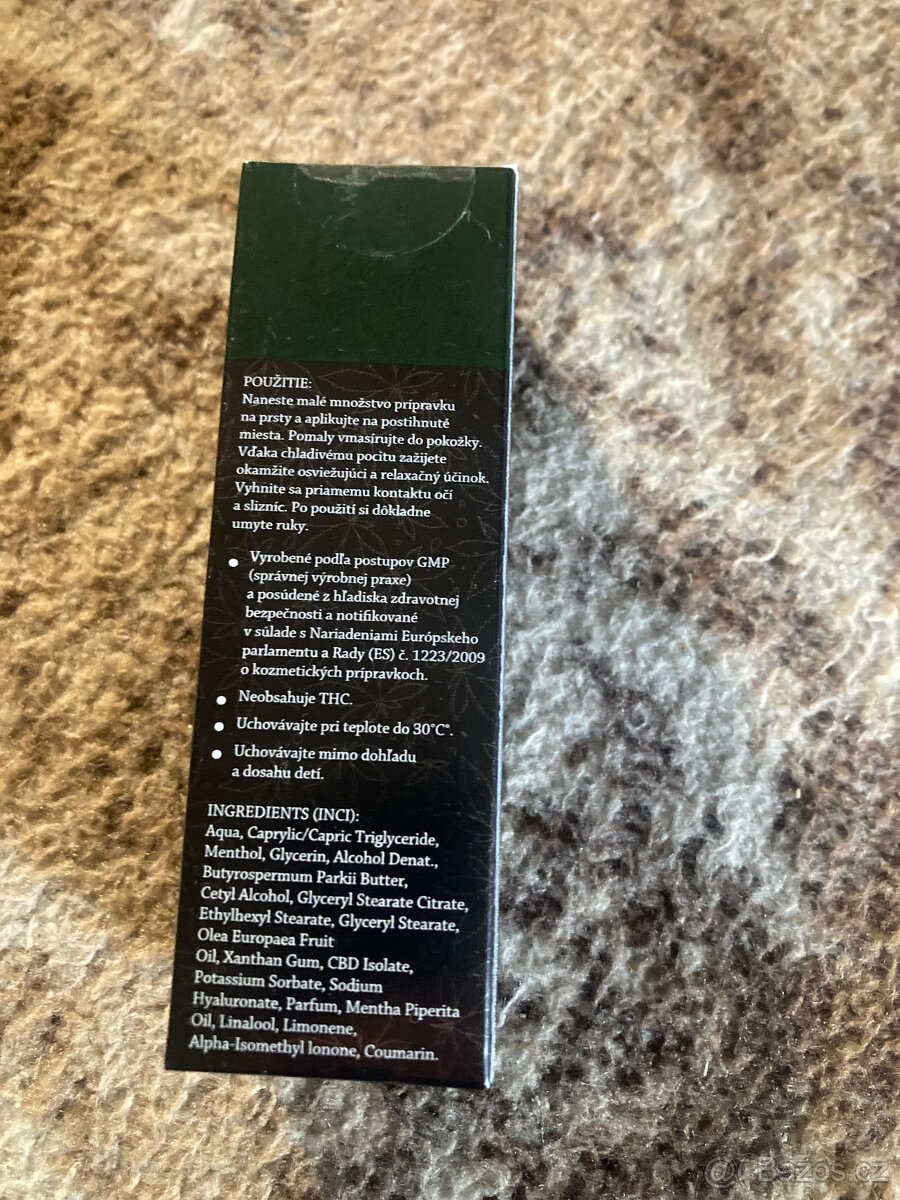 POUŽITIE:
Naneste malé množstvo prípravku
na prsty a aplikujte na postihnuté
miesta. Pomaly vmasírujte do pokožky.
Vďaka chladivému pocitu zažijete
okamžite osviežujúci a relaxačný účinok.
Vyhnite sa priamemu kontaktu očí
a slizníc. Po použití si dôkladne
umyte ruky.
• Vyrobené podľa postupov GMP
(správnej výrobnej praxe)
a posúdené z hľadiska zdravotnej
bezpečnosti a notifikované
v súlade s Nariadeniami Európskeho
parlamentu a Rady (ES) č. 1223/2009
o kozmetických prípravkoch.
• Neobsahuje THC.
• Uchovávajte pri teplote do 30°C°.
• Uchovávajte mimo dohľadu
a dosahu detí.
INGREDIENTS (INCI):
Aqua, Caprylic/Capric Triglyceride,
Menthol, Glycerin, Alcohol Denat.,
Butyrospermum Parkii Butter,
Cetyl Alcohol, Glyceryl Stearate Citrate,
Ethylhexyl Stearate, Glyceryl Stearate,
Olea Europaea Fruit
Oil, Xanthan Gum, CBD Isolate,
Potassium Sorbate, Sodium
Hyaluronate, Parfum, Mentha Piperita
Oil, Linalool, Limonene,
Alpha-Isomethyl Ionone, Coumarin.
Bazos.cz